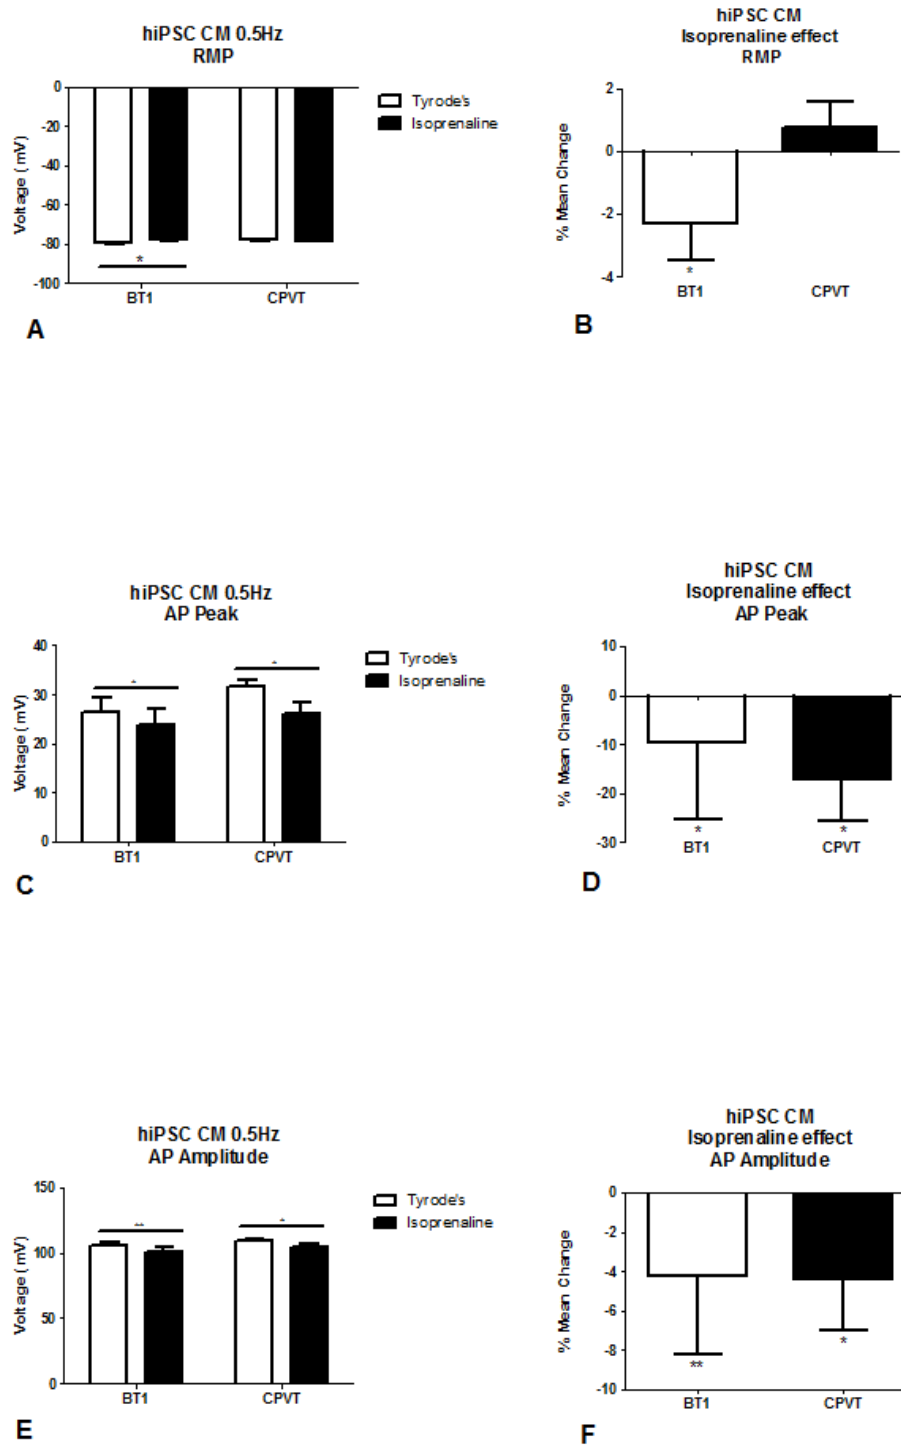 hiPSC CM 0.5Hz
RMP
0
-20
-40
-60
-80
-100
Voltage (mV)
Tyrode's
Isoprenaline
*
BT1
CPVT
A
hiPSC CM
Isoprenaline effect
RMP
2
0
-2
-4
% Mean Change
*
BT1
CPVT
B
hiPSC CM 0.5Hz
AP Peak
40
30
20
10
0
Voltage (mV)
Tyrode's
Isoprenaline
*
*
BT1
CPVT
C
hiPSC CM
Isoprenaline effect
AP Peak
10
0
-10
-20
-30
% Mean Change
*
*
BT1
CPVT
D
hiPSC CM 0.5Hz
AP Amplitude
150
100
50
0
Voltage (mV)
Tyrode's
Isoprenaline
**
*
BT1
CPVT
E
hiPSC CM
Isoprenaline effect
AP Amplitude
0
-2
-4
-6
-8
-10
% Mean Change
**
*
BT1
CPVT
F